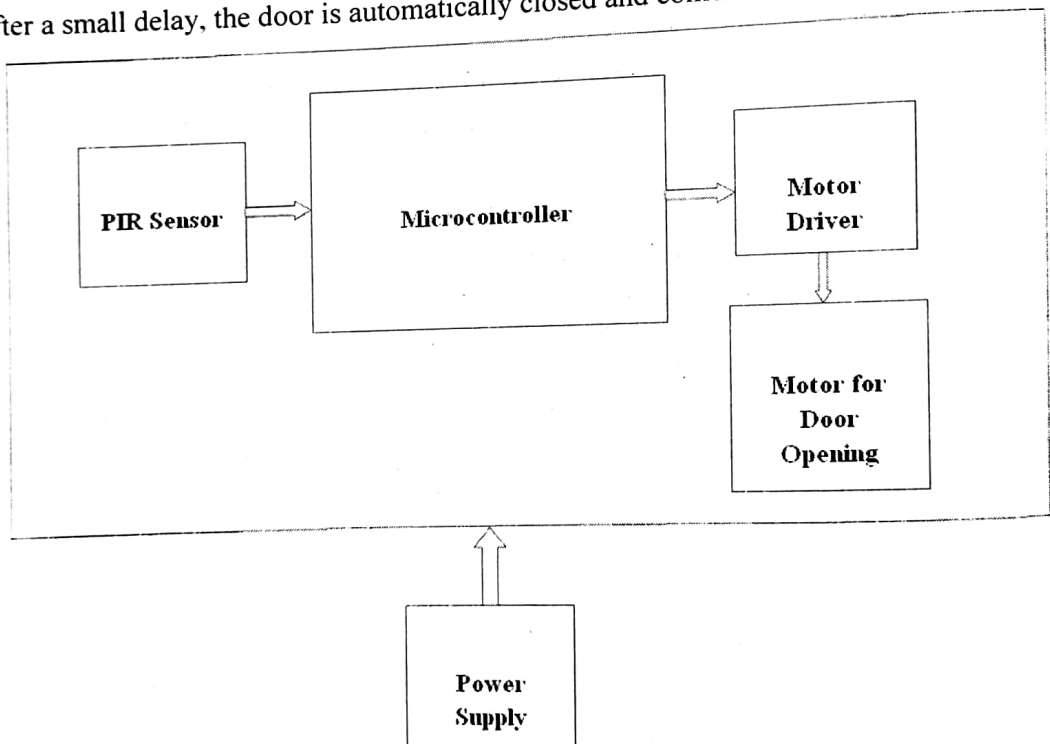 a small delay, the door is automatically closed and
PIR Sensor
Microcontroller
Motor
Driver
Motor for
Door
Opening
Power
Supply